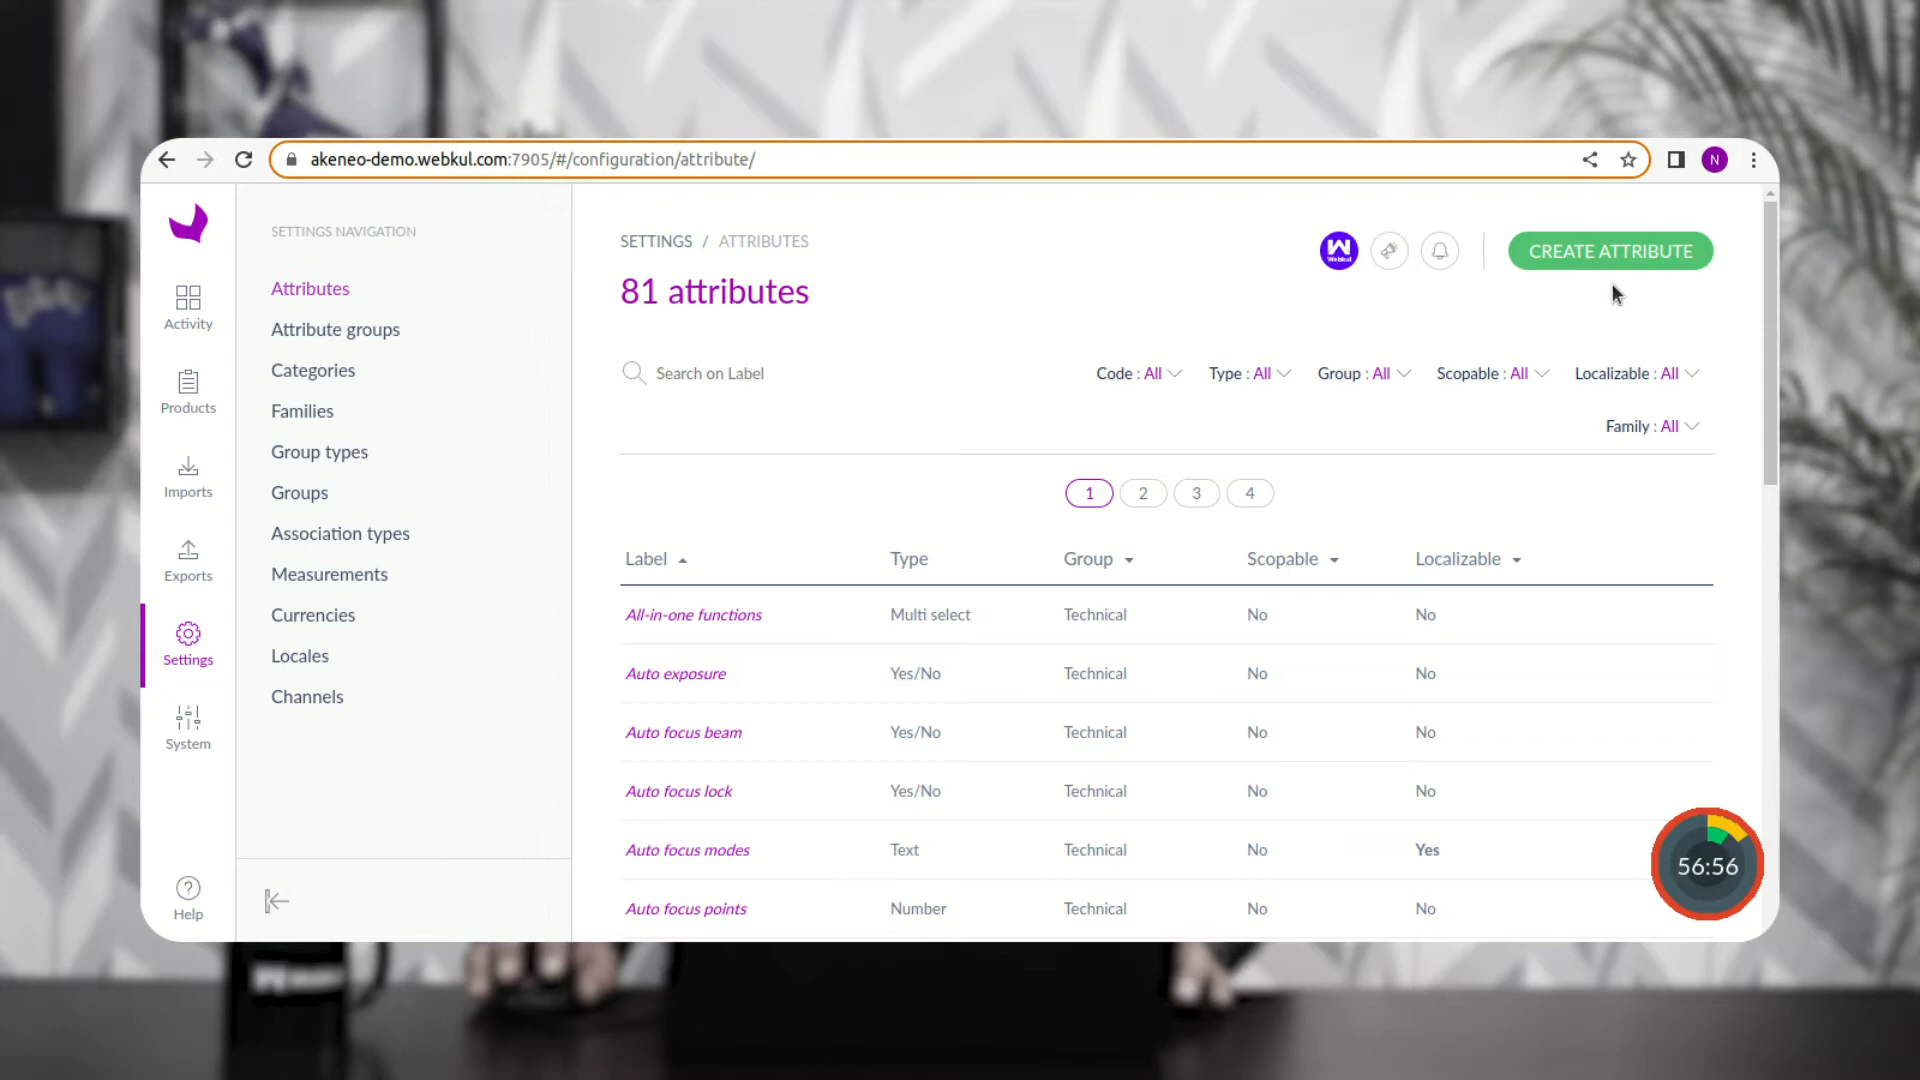 akeneo-demo.webkul.com:7905/#/configuration/attribute/
N
Activity
Products
Imports
Exports
Settings
System
Help
SETTINGS NAVIGATION
Attributes
Attribute groups
Categories
Families
Group types
Groups
Association types
Measurements
Currencies
Locales
Channels
SETTINGS / ATTRIBUTES
W Webkul
CREATE ATTRIBUTE
81 attributes
Search on Label
Code : All Type : All Group : All Scopable : All Localizable : All
Family : All
1 2 3 4
Label Type Group Scopable Localizable
All-in-one functions Multi select Technical No No
Auto exposure Yes/No Technical No No
Auto focus beam Yes/No Technical No No
Auto focus lock Yes/No Technical No No
Auto focus modes Text Technical No Yes
Auto focus points Number Technical No No
56:56